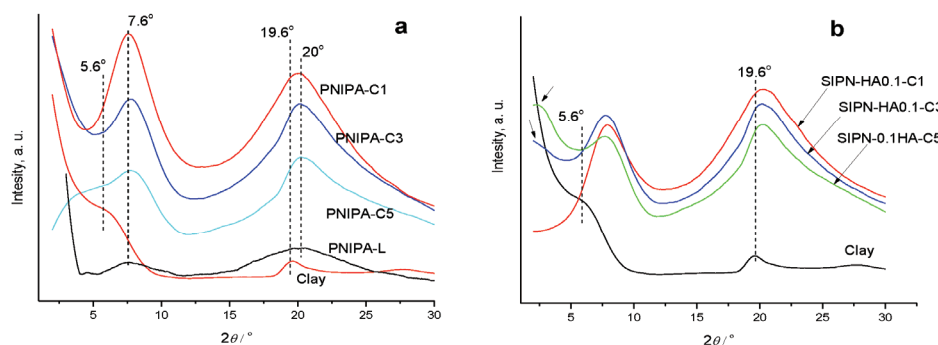 a
7.6°
19.6°
20°
5.6°
PNIPA-C1
PNIPA-C3
PNIPA-C5
PNIPA-L
Clay
Intesity, a. u.
5 10 15 20 25 30
2θ/°
b
19.6°
5.6°
SIPN-HA0.1-C1
SIPN-HA0.1-C3
SIPN-0.1HA-C5
Clay
Intesity, a. u.
5 10 15 20 25 30
2θ/°